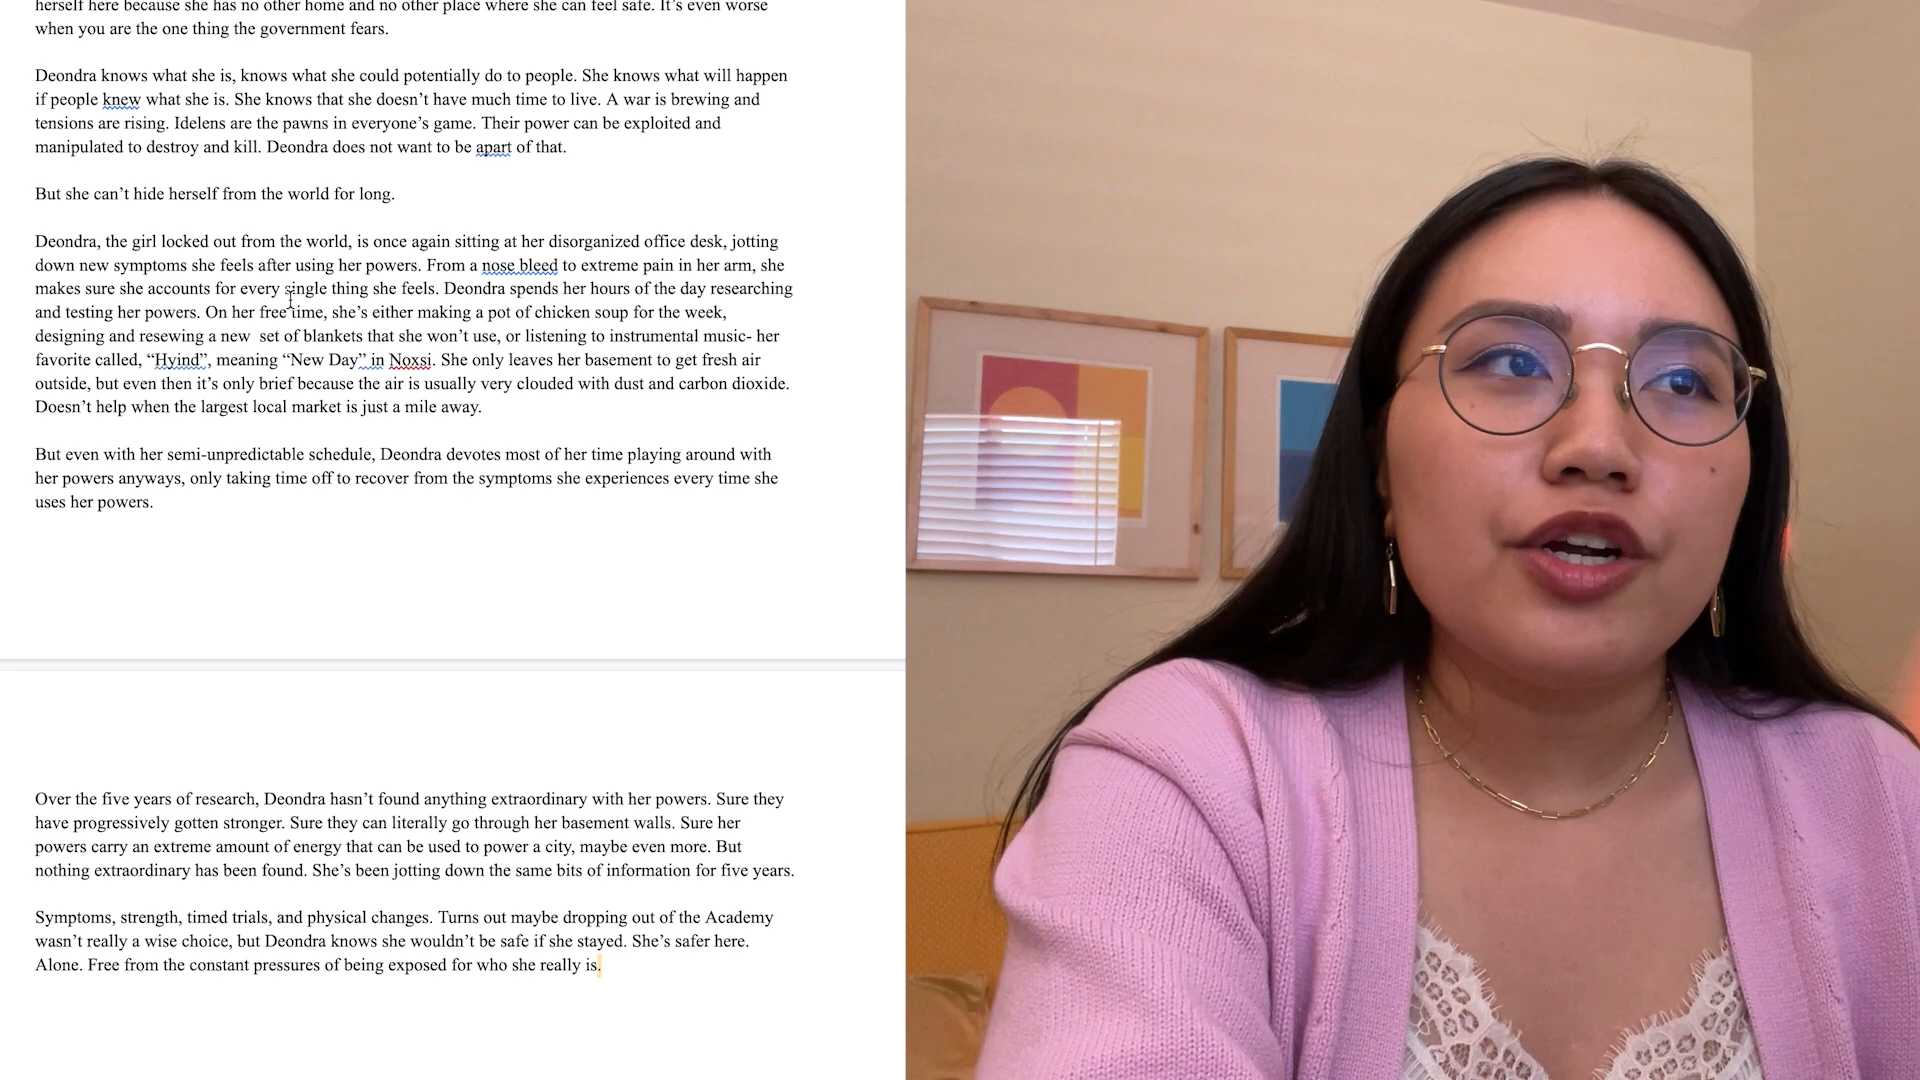 herself here because she has no other home and no other place where she can feel safe. It’s even worse
when you are the one thing the government fears.
Deondra knows what she is, knows what she could potentially do to people. She knows what will happen
if people knew what she is. She knows that she doesn’t have much time to live. A war is brewing and
tensions are rising. Idelens are the pawns in everyone’s game. Their power can be exploited and
manipulated to destroy and kill. Deondra does not want to be apart of that.
But she can’t hide herself from the world for long.
Deondra, the girl locked out from the world, is once again sitting at her disorganized office desk, jotting
down new symptoms she feels after using her powers. From a nose bleed to extreme pain in her arm, she
makes sure she accounts for every single thing she feels. Deondra spends her hours of the day researching
and testing her powers. On her free time, she’s either making a pot of chicken soup for the week,
designing and resewing a new  set of blankets that she won’t use, or listening to instrumental music- her
favorite called, “Hyind”, meaning “New Day” in Noxsi. She only leaves her basement to get fresh air
outside, but even then it’s only brief because the air is usually very clouded with dust and carbon dioxide.
Doesn’t help when the largest local market is just a mile away.
But even with her semi-unpredictable schedule, Deondra devotes most of her time playing around with
her powers anyways, only taking time off to recover from the symptoms she experiences every time she
uses her powers.
Over the five years of research, Deondra hasn’t found anything extraordinary with her powers. Sure they
have progressively gotten stronger. Sure they can literally go through her basement walls. Sure her
powers carry an extreme amount of energy that can be used to power a city, maybe even more. But
nothing extraordinary has been found. She’s been jotting down the same bits of information for five years.
Symptoms, strength, timed trials, and physical changes. Turns out maybe dropping out of the Academy
wasn’t really a wise choice, but Deondra knows she wouldn’t be safe if she stayed. She’s safer here.
Alone. Free from the constant pressures of being exposed for who she really is.